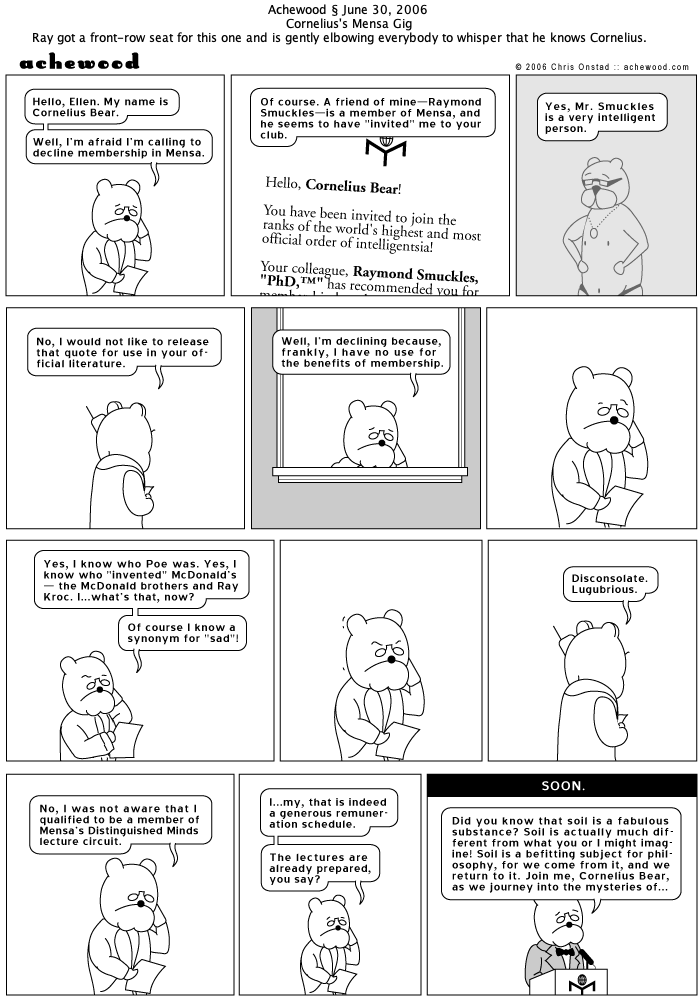 Achewood § June 30, 2006
Cornelius's Mensa Gig
Ray got a front-row seat for this one and is gently elbowing everybody to whisper that he knows Cornelius.
achewood
© 2006 Chris Onstad :: achewood.com
Hello, Ellen. My name is
Cornelius Bear.
Well, I'm afraid I'm calling to
decline membership in Mensa.
Of course. A friend of mine—Raymond
Smuckles—is a member of Mensa, and
he seems to have "invited" me to your
club.
Hello, Cornelius Bear!
You have been invited to join the
ranks of the world's highest and most
official order of intelligentsia!
Your colleague, Raymond Smuckles,
"PhD,™" has recommended you for
Yes, Mr. Smuckles
is a very intelligent
person.
No, I would not like to release
that quote for use in your of-
ficial literature.
Well, I'm declining because,
frankly, I have no use for
the benefits of membership.
Yes, I know who Poe was. Yes, I
know who "invented" McDonald's
— the McDonald brothers and Ray
Kroc. I...what's that, now?
Of course I know a
synonym for "sad"!
Disconsolate.
Lugubrious.
No, I was not aware that I
qualified to be a member of
Mensa's Distinguished Minds
lecture circuit.
I...my, that is indeed
a generous remuner-
ation schedule.
The lectures are
already prepared,
you say?
SOON.
Did you know that soil is a fabulous
substance? Soil is actually much dif-
ferent from what you or I might imag-
ine! Soil is a befitting subject for phil-
osophy, for we come from it, and we
return to it. Join me, Cornelius Bear,
as we journey into the mysteries of...